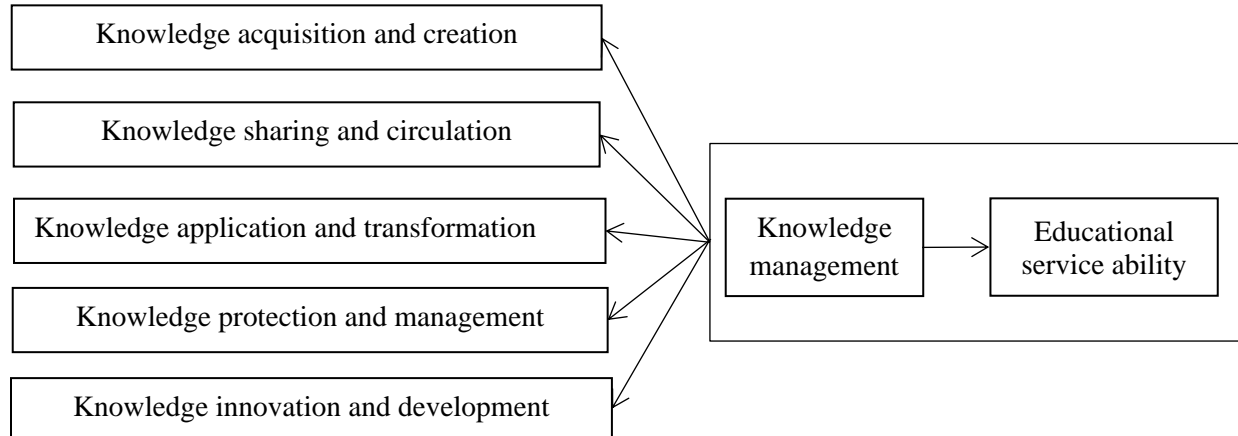 Knowledge acquisition and creation
Knowledge sharing and circulation
Knowledge application and transformation
Knowledge protection and management
Knowledge innovation and development
Knowledge
management
Educational
service ability